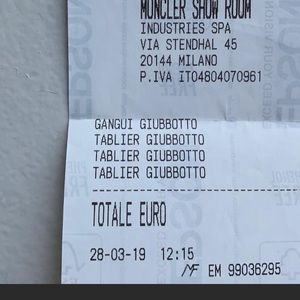 MONCLER SHOW ROOM
INDUSTRIES SPA
VIA STENDHAL 45
20144 MILANO
P.IVA IT04804070961
GANGUI GIUBBOTTO
TABLIER GIUBBOTTO
TABLIER GIUBBOTTO
TABLIER GIUBBOTTO
TOTALE EURO
28-03-19 12:15
MF EM 99036295